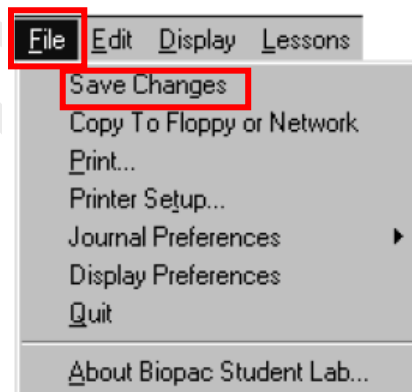 File Edit Display Lessons
Save Changes
Copy To Floppy or Network
Print...
Printer Setup...
Journal Preferences
Display Preferences
Quit
About Biopac Student Lab...